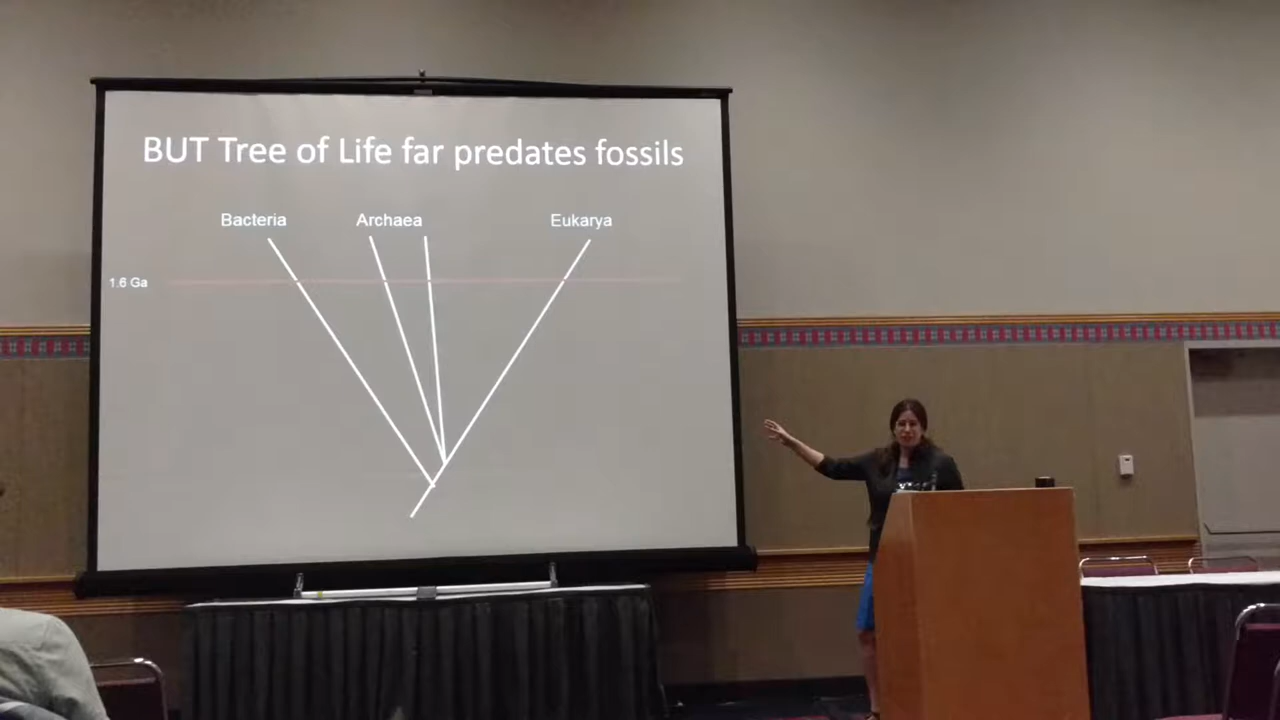 BUT Tree of Life far predates fossils
Bacteria
Archaea
Eukarya
1.6 Ga